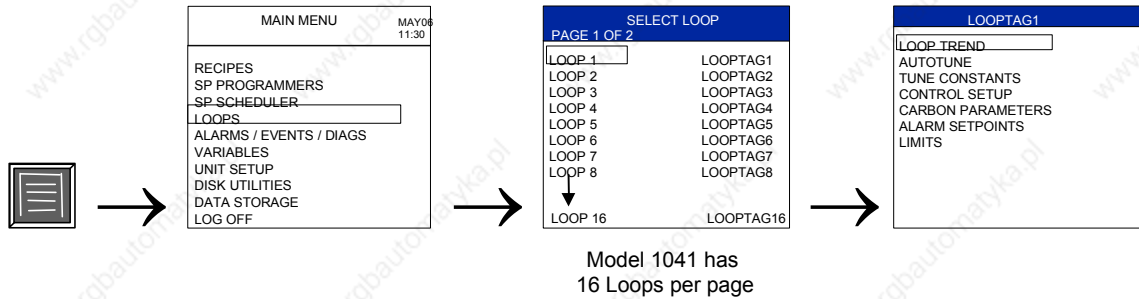 MAIN MENU
MAY06
11:30
RECIPES
SP PROGRAMMERS
SP SCHEDULER
LOOPS
ALARMS / EVENTS / DIAGS
VARIABLES
UNIT SETUP
DISK UTILITIES
DATA STORAGE
LOG OFF
SELECT LOOP
PAGE 1 OF 2
LOOP 1 LOOPTAG1
LOOP 2 LOOPTAG2
LOOP 3 LOOPTAG3
LOOP 4 LOOPTAG4
LOOP 5 LOOPTAG5
LOOP 6 LOOPTAG6
LOOP 7 LOOPTAG7
LOOP 8 LOOPTAG8
LOOP 16 LOOPTAG16
Model 1041 has
16 Loops per page
LOOPTAG1
LOOP TREND
AUTOTUNE
TUNE CONSTANTS
CONTROL SETUP
CARBON PARAMETERS
ALARM SETPOINTS
LIMITS
www.rgbautomatyka.pl